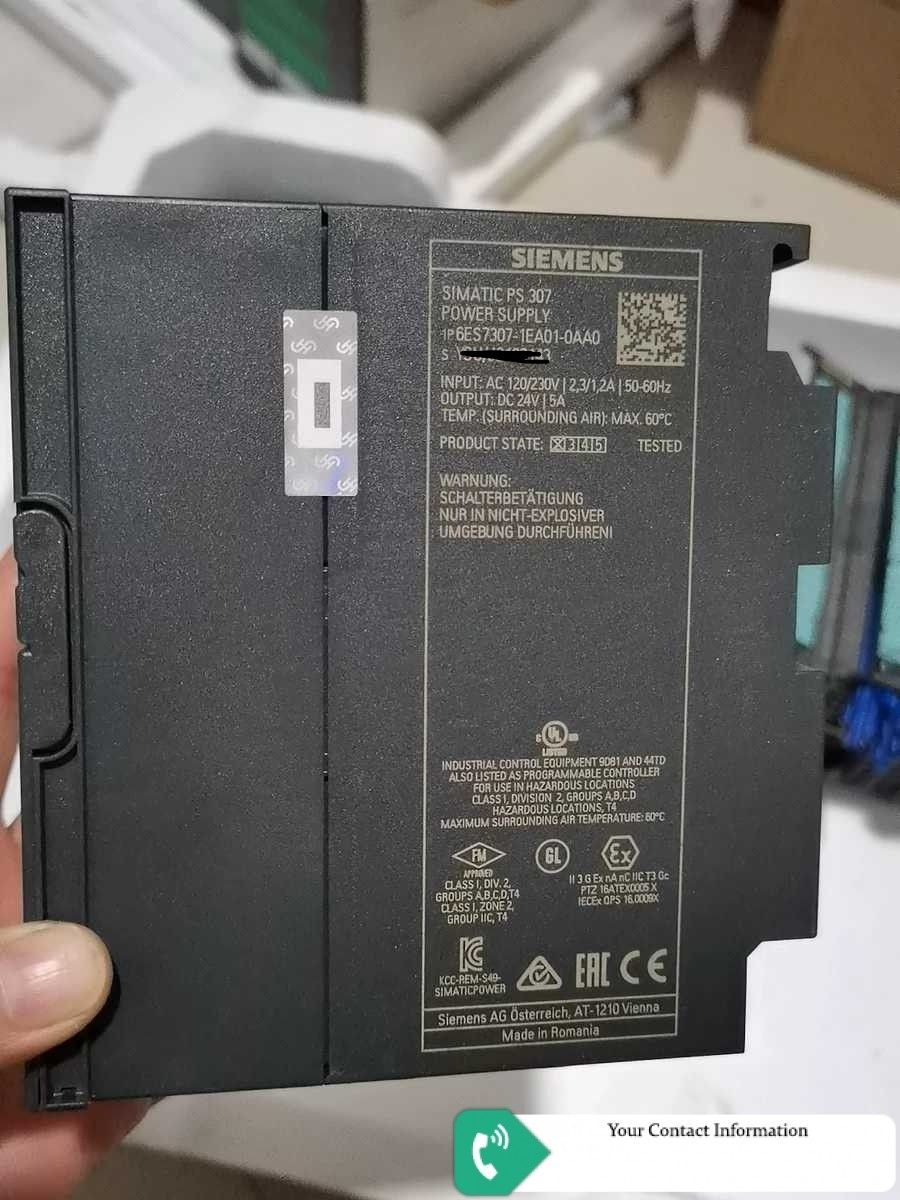 SIEMENS
SIMATIC PS 307
POWER SUPPLY
1P 6ES7307-1EA01-0AA0
S
INPUT: AC 120/230V | 2,3/1,2A | 50-60Hz
OUTPUT: DC 24V | 5A
TEMP. (SURROUNDING AIR): MAX. 60°C
PRODUCT STATE: X 3 4 5 TESTED
WARNUNG:
SCHALTERBETÄTIGUNG
NUR IN NICHT-EXPLOSIVER
UMGEBUNG DURCHFÜHREN!
C UL US
LISTED
INDUSTRIAL CONTROL EQUIPMENT 9D81 AND 44TD
ALSO LISTED AS PROGRAMMABLE CONTROLLER
FOR USE IN HAZARDOUS LOCATIONS
CLASS I, DIVISION 2, GROUPS A,B,C,D
HAZARDOUS LOCATIONS, T4
MAXIMUM SURROUNDING AIR TEMPERATURE: 60°C
FM
APPROVED
CLASS I, DIV. 2,
GROUPS A,B,C,D,T4
CLASS I, ZONE 2,
GROUP IIC, T4
GL
Ex
II 3 G Ex nA nC IIC T3 Gc
PTZ 16ATEX0005 X
IECEx QPS 16.0009X
KC
KCC-REM-S49-
SIMATICPOWER
EAC CE
Siemens AG Österreich, AT-1210 Vienna
Made in Romania
Your Contact Information